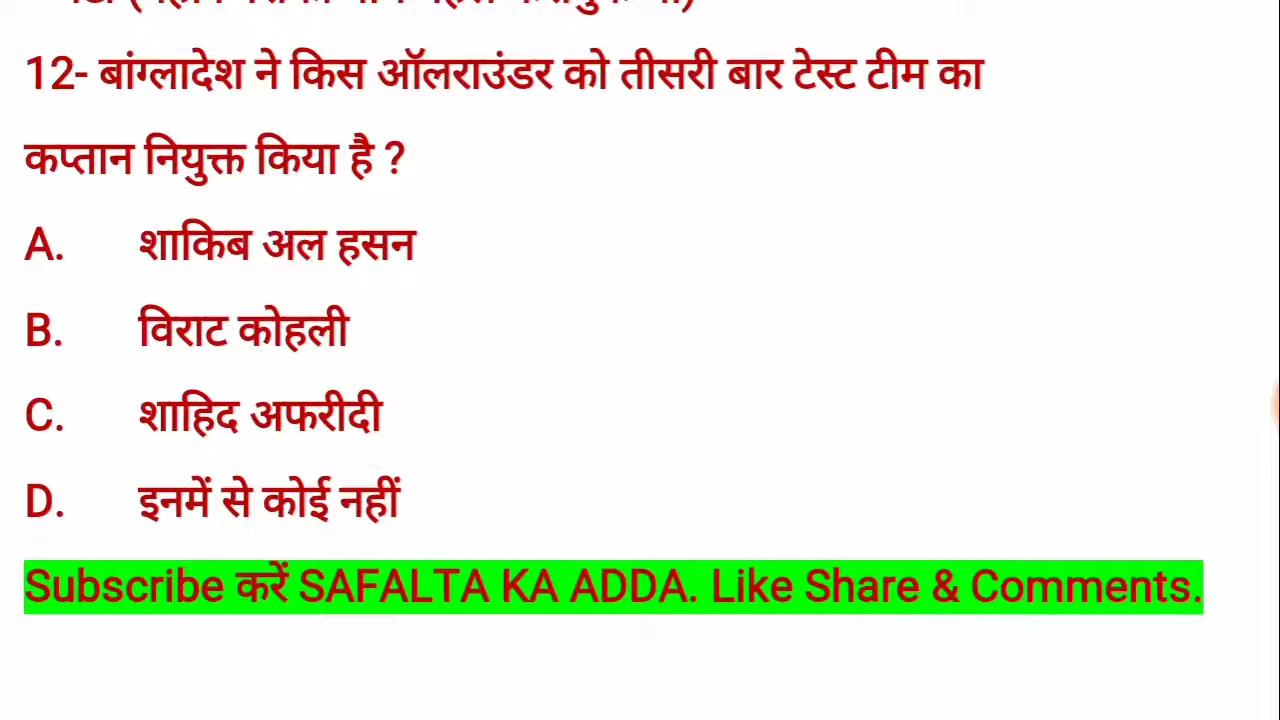 12- बांग्लादेश ने किस ऑलराउंडर को तीसरी बार टेस्ट टीम का
कप्तान नियुक्त किया है ?
A. शाकिब अल हसन
B. विराट कोहली
C. शाहिद अफरीदी
D. इनमें से कोई नहीं
Subscribe करें SAFALTA KA ADDA. Like Share & Comments.